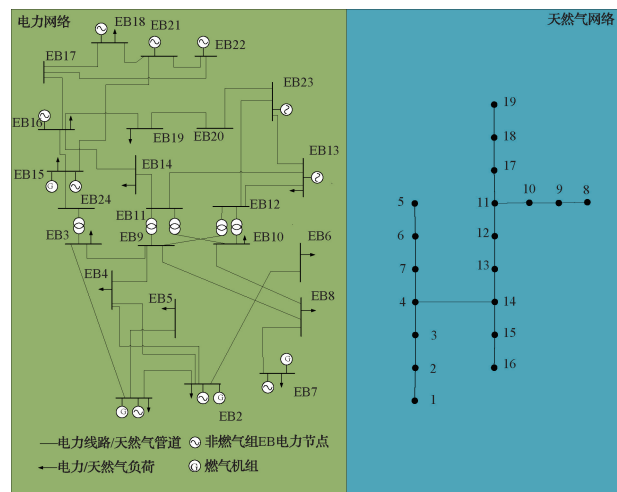 电力网络
天然气网络
EB18
EB21
EB22
EB17
EB23
EB16
EB19
EB20
EB13
EB14
EB15
G
EB24
EB11
EB12
EB3
EB9
EB10
EB6
EB4
EB5
EB8
G
EB7
G
G
EB2
电力线路/天然气管道
非燃气组EB电力节点
电力/天然气负荷
G
燃气机组
19
18
17
5
11
10
9
8
6
12
7
13
4
14
3
15
2
16
1